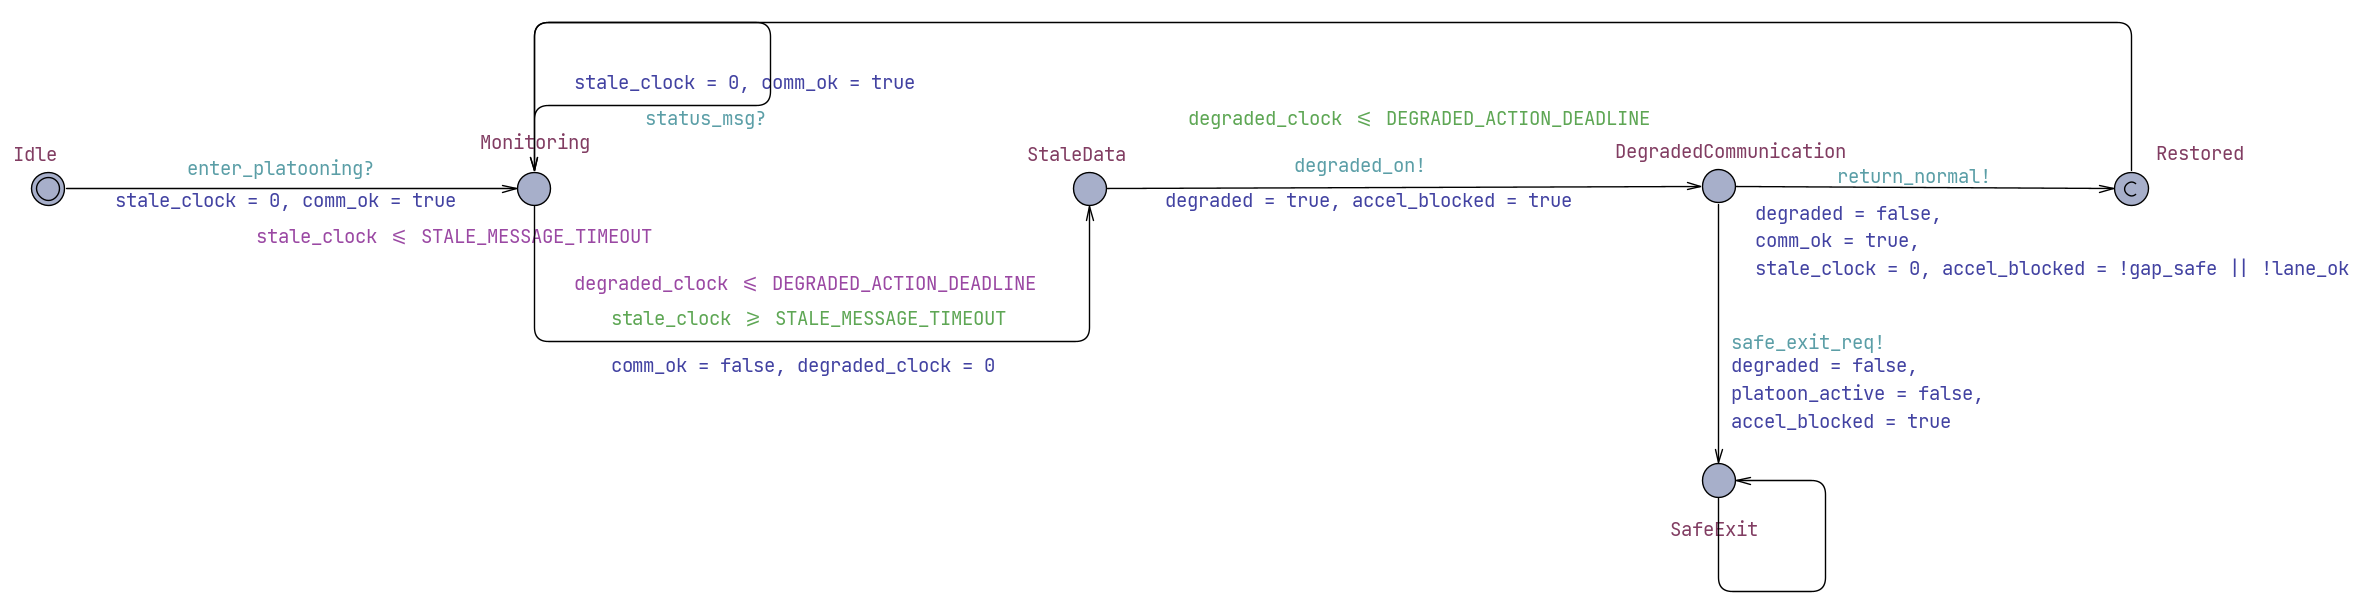 stale_clock = 0, comm_ok = true
status_msg?
degraded_clock ⩽ DEGRADED_ACTION_DEADLINE
Monitoring
Idle
StaleData
DegradedCommunication
Restored
enter_platooning?
degraded_on!
return_normal!
stale_clock = 0, comm_ok = true
degraded = true, accel_blocked = true
degraded = false,
comm_ok = true,
stale_clock = 0, accel_blocked = !gap_safe || !lane_ok
stale_clock ⩽ STALE_MESSAGE_TIMEOUT
degraded_clock ⩽ DEGRADED_ACTION_DEADLINE
stale_clock ⩾ STALE_MESSAGE_TIMEOUT
comm_ok = false, degraded_clock = 0
safe_exit_req!
degraded = false,
platoon_active = false,
accel_blocked = true
SafeExit